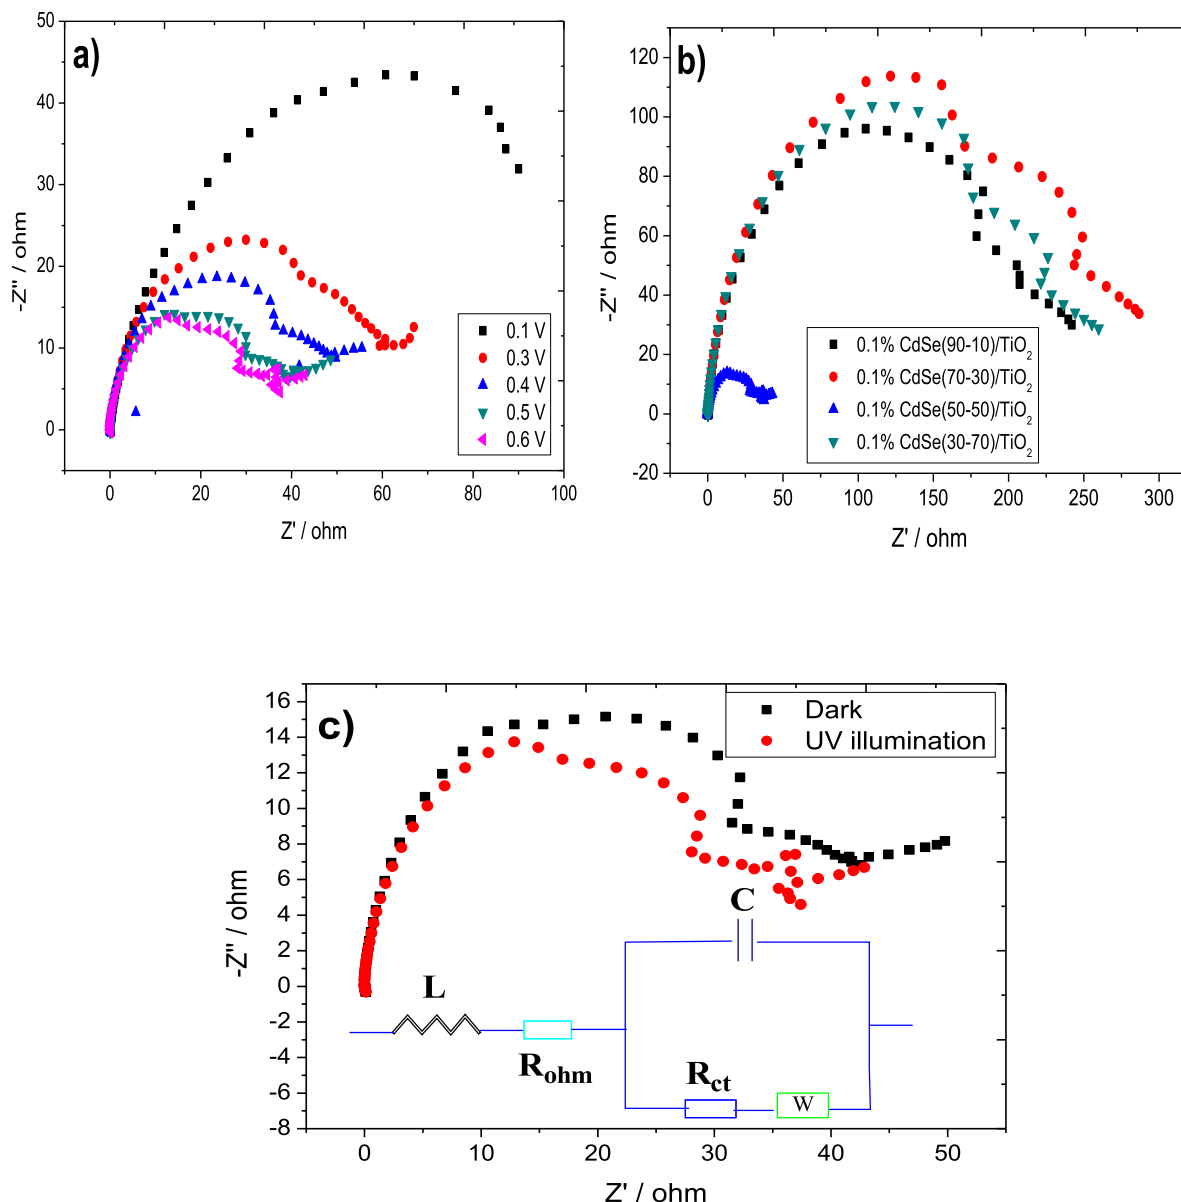 a)
50
40
30
20
10
0
-Z'' / ohm
0 20 40 60 80 100
Z' / ohm
0.1 V
0.3 V
0.4 V
0.5 V
0.6 V
b)
120
100
80
60
40
20
0
-20
-Z'' / ohm
0 50 100 150 200 250 300
Z' / ohm
0.1% CdSe(90-10)/TiO2
0.1% CdSe(70-30)/TiO2
0.1% CdSe(50-50)/TiO2
0.1% CdSe(30-70)/TiO2
c)
16
14
12
10
8
6
4
2
0
-2
-4
-6
-8
-Z'' / ohm
0 10 20 30 40 50
Z' / ohm
Dark
UV illumination
C
L
Rohm
Rct
W